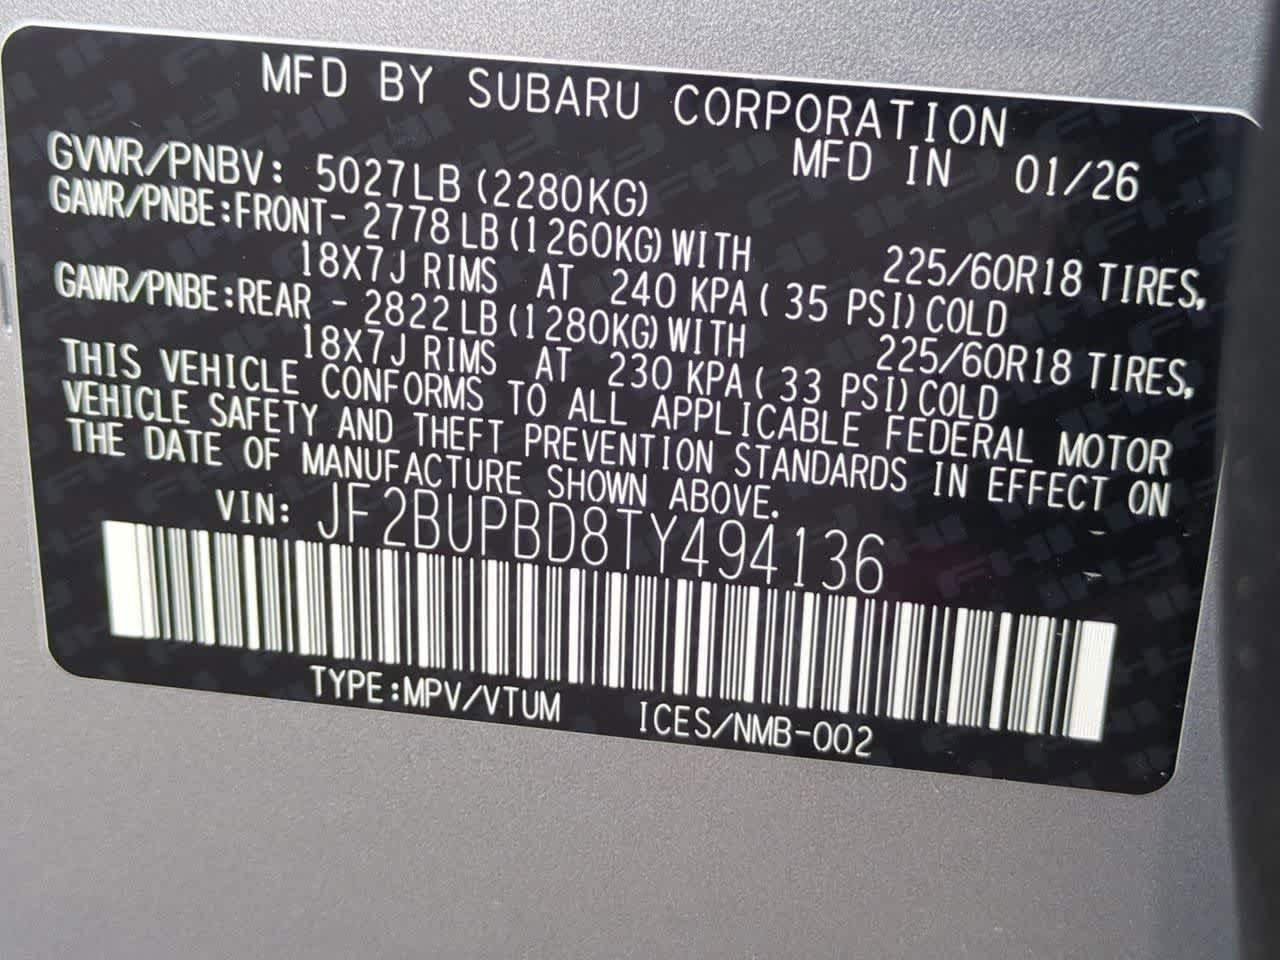 MFD BY SUBARU CORPORATION
MFD IN 01/26
GVWR/PNBV: 5027LB (2280KG)
GAWR/PNBE:FRONT- 2778 LB (1260KG) WITH 225/60R18 TIRES,
18X7J RIMS AT 240 KPA ( 35 PSI) COLD
GAWR/PNBE:REAR - 2822 LB (1280KG) WITH 225/60R18 TIRES,
18X7J RIMS AT 230 KPA ( 33 PSI) COLD
THIS VEHICLE CONFORMS TO ALL APPLICABLE FEDERAL MOTOR
VEHICLE SAFETY AND THEFT PREVENTION STANDARDS IN EFFECT ON
THE DATE OF MANUFACTURE SHOWN ABOVE.
VIN: JF2BUPBD8TY494136
TYPE:MPV/VTUM ICES/NMB-002